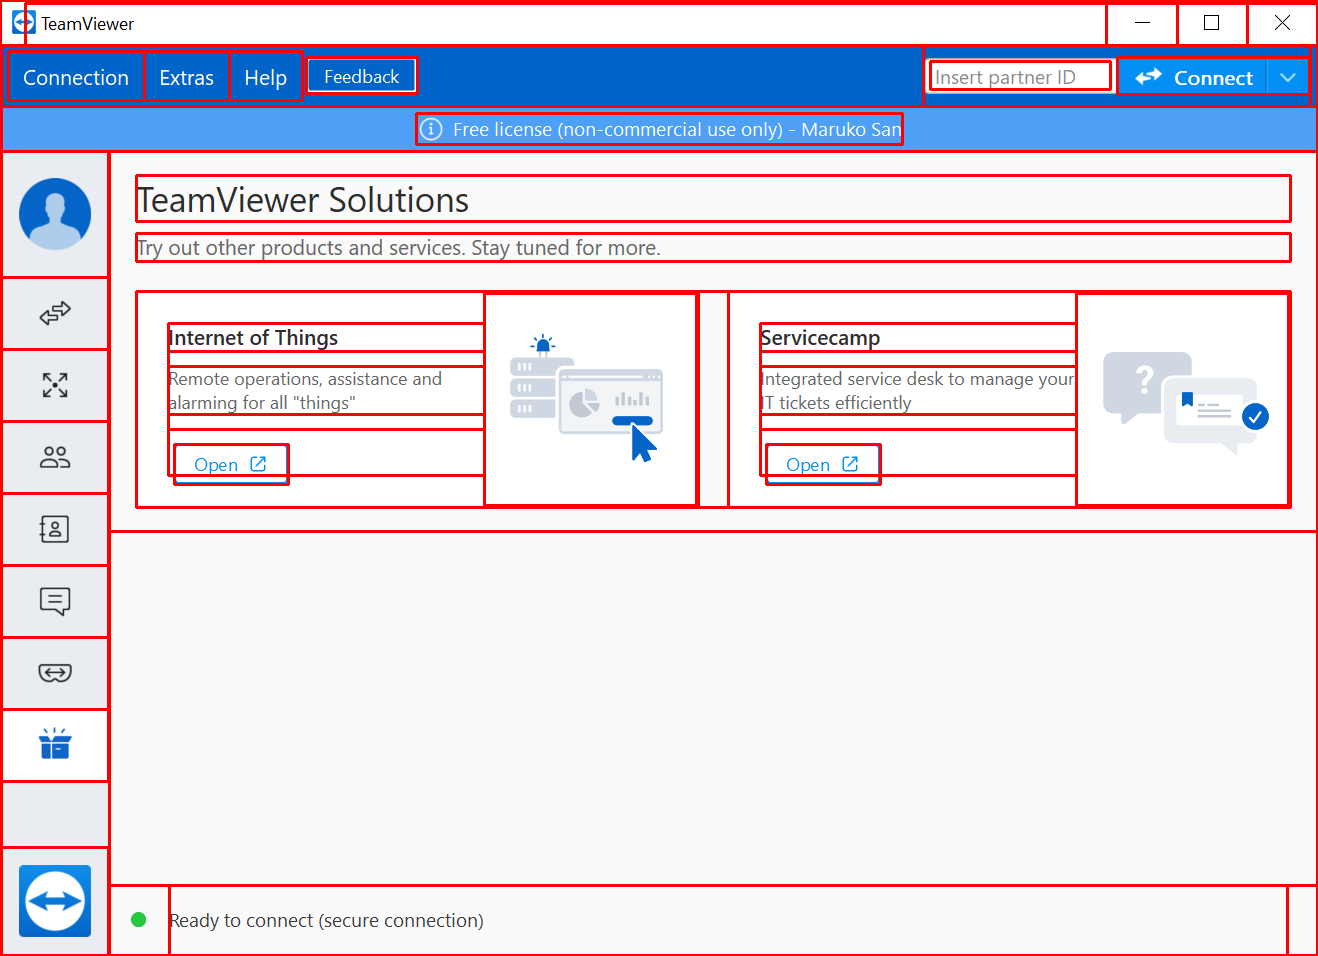 TeamViewer
Connection Extras Help Feedback Insert partner ID Connect
Free license (non-commercial use only) - Maruko San
TeamViewer Solutions
Try out other products and services. Stay tuned for more.
Internet of Things
Remote operations, assistance and
alarming for all "things"
Open
Servicecamp
Integrated service desk to manage your
IT tickets efficiently
Open
Ready to connect (secure connection)